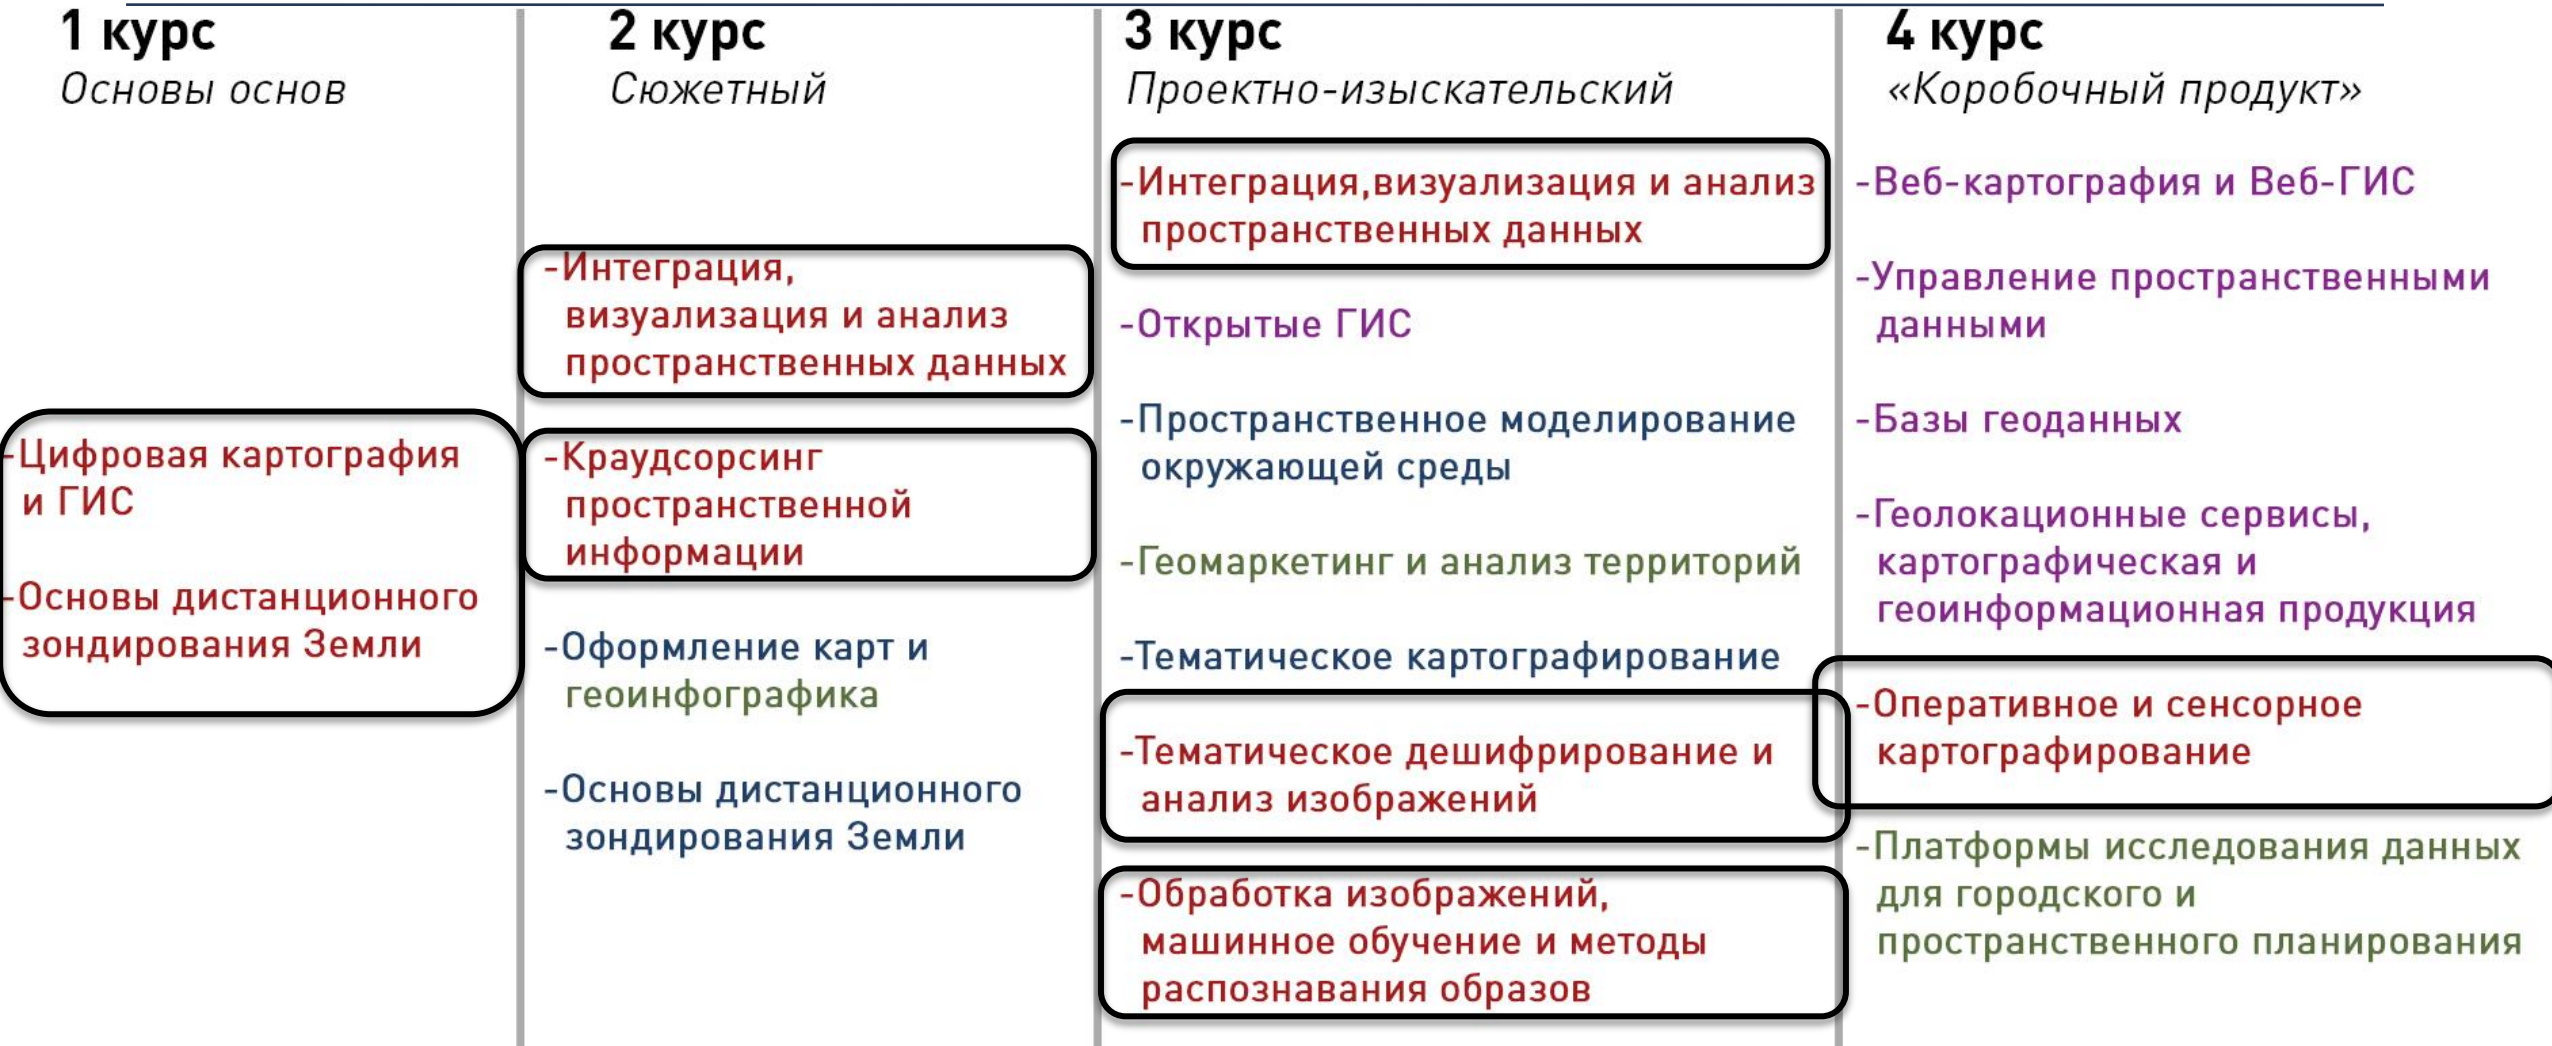 1 курс
Основы основ
-Цифровая картография
и ГИС
-Основы дистанционного
зондирования Земли
2 курс
Сюжетный
-Интеграция,
визуализация и анализ
пространственных данных
-Краудсорсинг
пространственной
информации
-Оформление карт и
геоинфографика
-Основы дистанционного
зондирования Земли
3 курс
Проектно-изыскательский
-Интеграция,визуализация и анализ
пространственных данных
-Открытые ГИС
-Пространственное моделирование
окружающей среды
-Геомаркетинг и анализ территорий
-Тематическое картографирование
-Тематическое дешифрирование и
анализ изображений
-Обработка изображений,
машинное обучение и методы
распознавания образов
4 курс
«Коробочный продукт»
-Веб-картография и Веб-ГИС
-Управление пространственными
данными
-Базы геоданных
-Геолокационные сервисы,
картографическая и
геоинформационная продукция
-Оперативное и сенсорное
картографирование
-Платформы исследования данных
для городского и
пространственного планирования